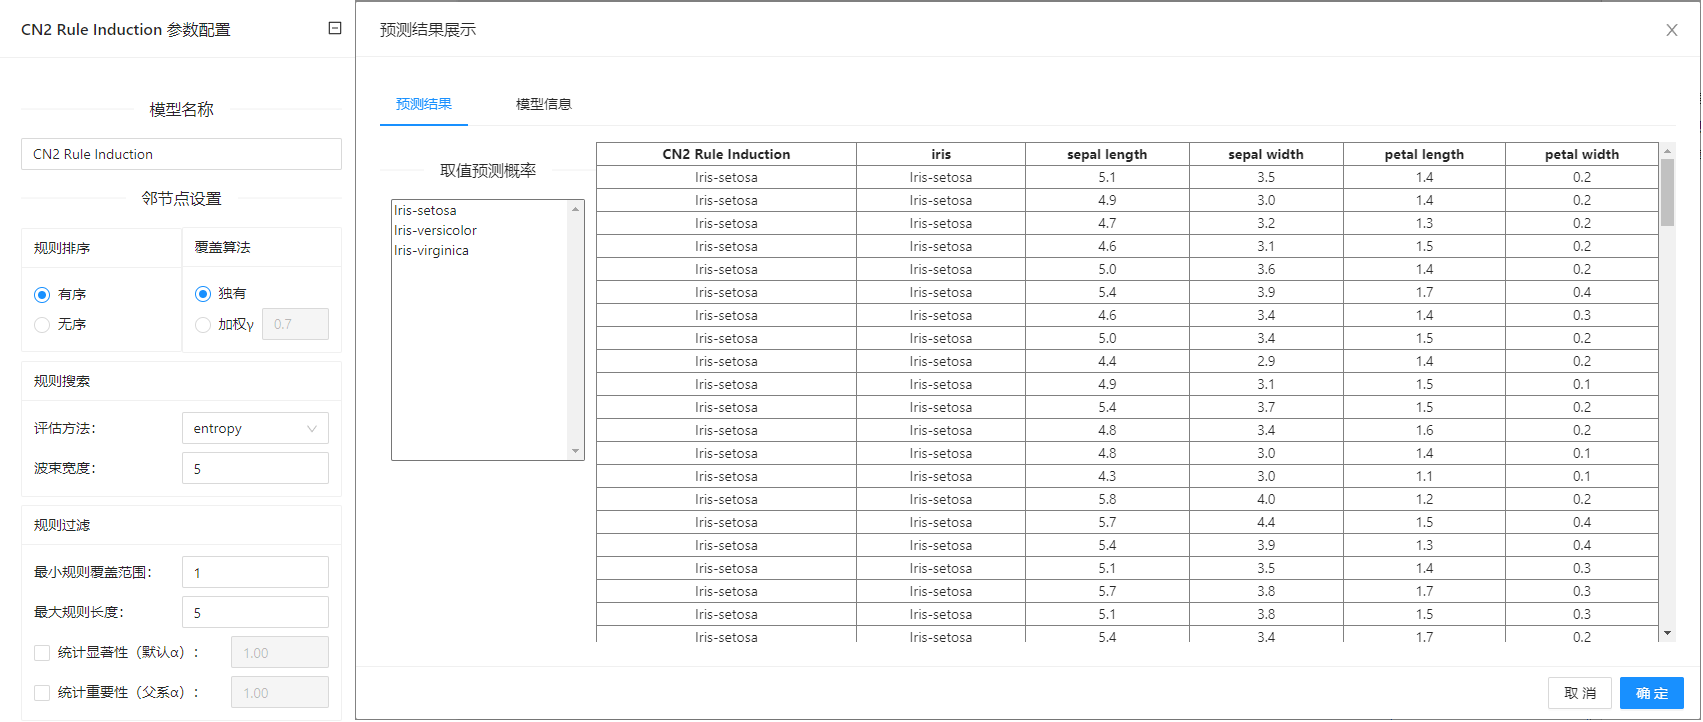 CN2 Rule Induction 参数配置
模型名称
CN2 Rule Induction
邻节点设置
规则排序
覆盖算法
有序
独有
无序
加权γ
0.7
规则搜索
评估方法：
entropy
波束宽度：
5
规则过滤
最小规则覆盖范围：
1
最大规则长度：
5
统计显著性（默认α）：
1.00
统计重要性（父系α）：
1.00
预测结果展示
预测结果 模型信息
取值预测概率
Iris-setosa
Iris-versicolor
Iris-virginica
CN2 Rule Induction iris sepal length sepal width petal length petal width
Iris-setosa Iris-setosa 5.1 3.5 1.4 0.2
Iris-setosa Iris-setosa 4.9 3.0 1.4 0.2
Iris-setosa Iris-setosa 4.7 3.2 1.3 0.2
Iris-setosa Iris-setosa 4.6 3.1 1.5 0.2
Iris-setosa Iris-setosa 5.0 3.6 1.4 0.2
Iris-setosa Iris-setosa 5.4 3.9 1.7 0.4
Iris-setosa Iris-setosa 4.6 3.4 1.4 0.3
Iris-setosa Iris-setosa 5.0 3.4 1.5 0.2
Iris-setosa Iris-setosa 4.4 2.9 1.4 0.2
Iris-setosa Iris-setosa 4.9 3.1 1.5 0.1
Iris-setosa Iris-setosa 5.4 3.7 1.5 0.2
Iris-setosa Iris-setosa 4.8 3.4 1.6 0.2
Iris-setosa Iris-setosa 4.8 3.0 1.4 0.1
Iris-setosa Iris-setosa 4.3 3.0 1.1 0.1
Iris-setosa Iris-setosa 5.8 4.0 1.2 0.2
Iris-setosa Iris-setosa 5.7 4.4 1.5 0.4
Iris-setosa Iris-setosa 5.4 3.9 1.3 0.4
Iris-setosa Iris-setosa 5.1 3.5 1.4 0.3
Iris-setosa Iris-setosa 5.7 3.8 1.7 0.3
Iris-setosa Iris-setosa 5.1 3.8 1.5 0.3
Iris-setosa Iris-setosa 5.4 3.4 1.7 0.2
取 消 确 定